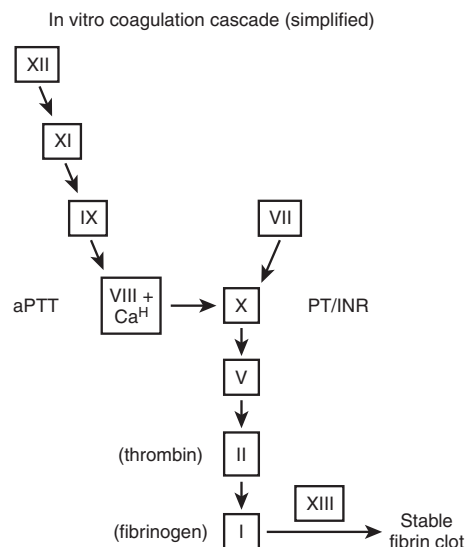 In vitro coagulation cascade (simplified)
XII
XI
IX
VII
aPTT
VIII +
Ca^H
X
PT/INR
V
(thrombin)
II
XIII
(fibrinogen)
I
Stable
fibrin clot